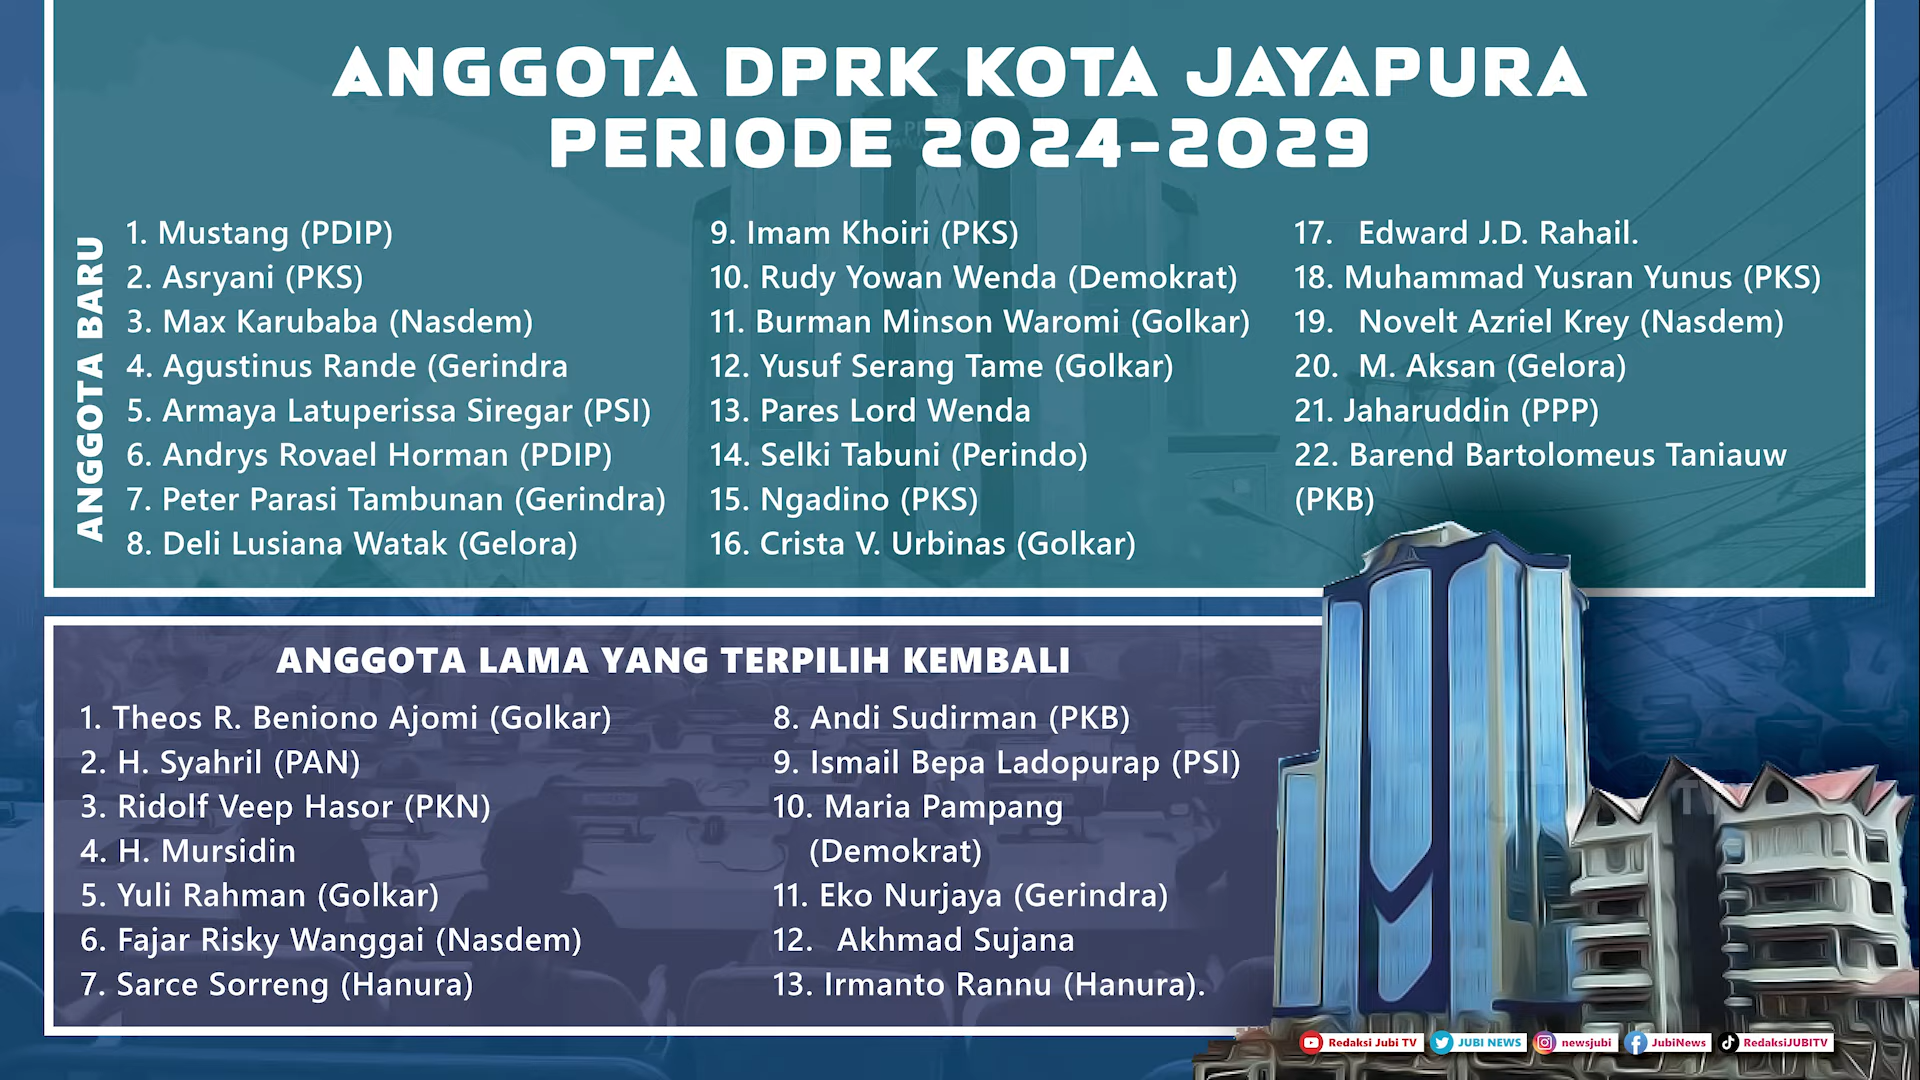 ANGGOTA DPRK KOTA JAYAPURA
PERIODE 2024-2029
ANGGOTA BARU
1. Mustang (PDIP)
2. Asryani (PKS)
3. Max Karubaba (Nasdem)
4. Agustinus Rande (Gerindra
5. Armaya Latuperissa Siregar (PSI)
6. Andrys Rovael Horman (PDIP)
7. Peter Parasi Tambunan (Gerindra)
8. Deli Lusiana Watak (Gelora)
9. Imam Khoiri (PKS)
10. Rudy Yowan Wenda (Demokrat)
11. Burman Minson Waromi (Golkar)
12. Yusuf Serang Tame (Golkar)
13. Pares Lord Wenda
14. Selki Tabuni (Perindo)
15. Ngadino (PKS)
16. Crista V. Urbinas (Golkar)
17. Edward J.D. Rahail.
18. Muhammad Yusran Yunus (PKS)
19. Novelt Azriel Krey (Nasdem)
20. M. Aksan (Gelora)
21. Jaharuddin (PPP)
22. Barend Bartolomeus Taniauw
(PKB)
ANGGOTA LAMA YANG TERPILIH KEMBALI
1. Theos R. Beniono Ajomi (Golkar)
2. H. Syahril (PAN)
3. Ridolf Veep Hasor (PKN)
4. H. Mursidin
5. Yuli Rahman (Golkar)
6. Fajar Risky Wanggai (Nasdem)
7. Sarce Sorreng (Hanura)
8. Andi Sudirman (PKB)
9. Ismail Bepa Ladopurap (PSI)
10. Maria Pampang
(Demokrat)
11. Eko Nurjaya (Gerindra)
12. Akhmad Sujana
13. Irmanto Rannu (Hanura).
Redaksi Jubi TV
JUBI NEWS
newsjubi
JubiNews
RedaksiJUBITV